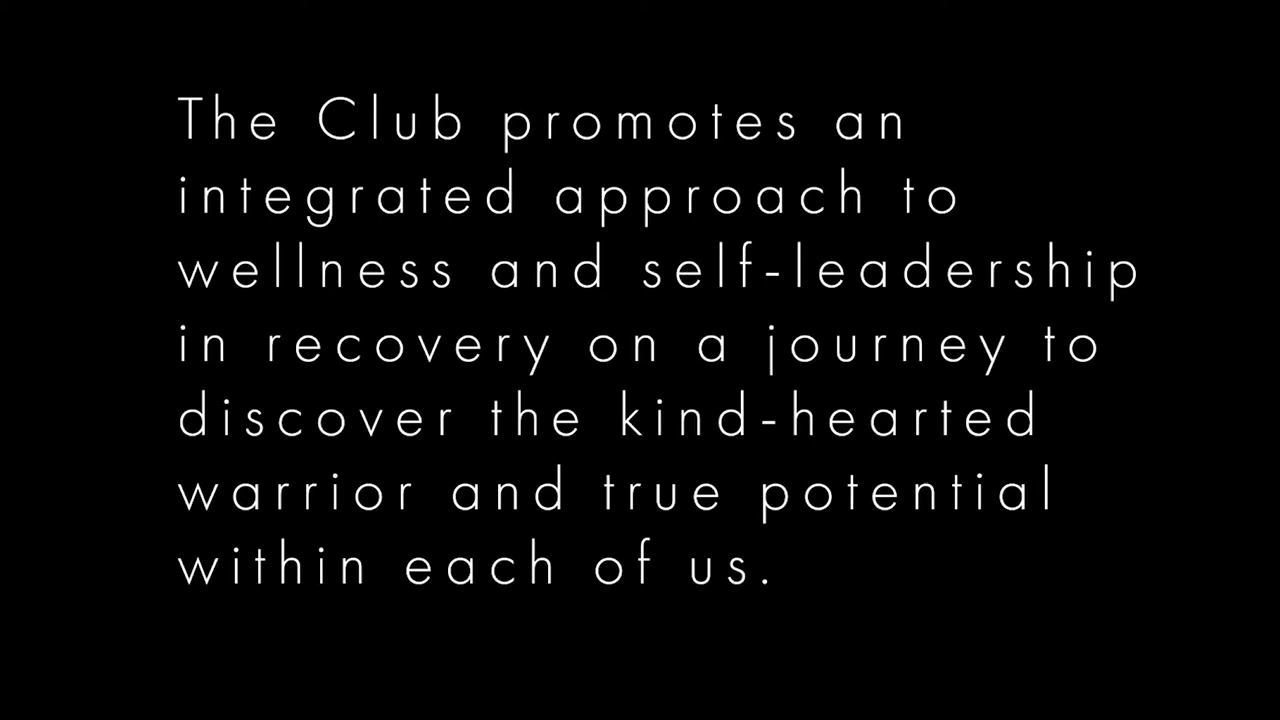 The Club promotes an
integrated approach to
wellness and self-leadership
in recovery on a journey to
discover the kind-hearted
warrior and true potential
within each of us.